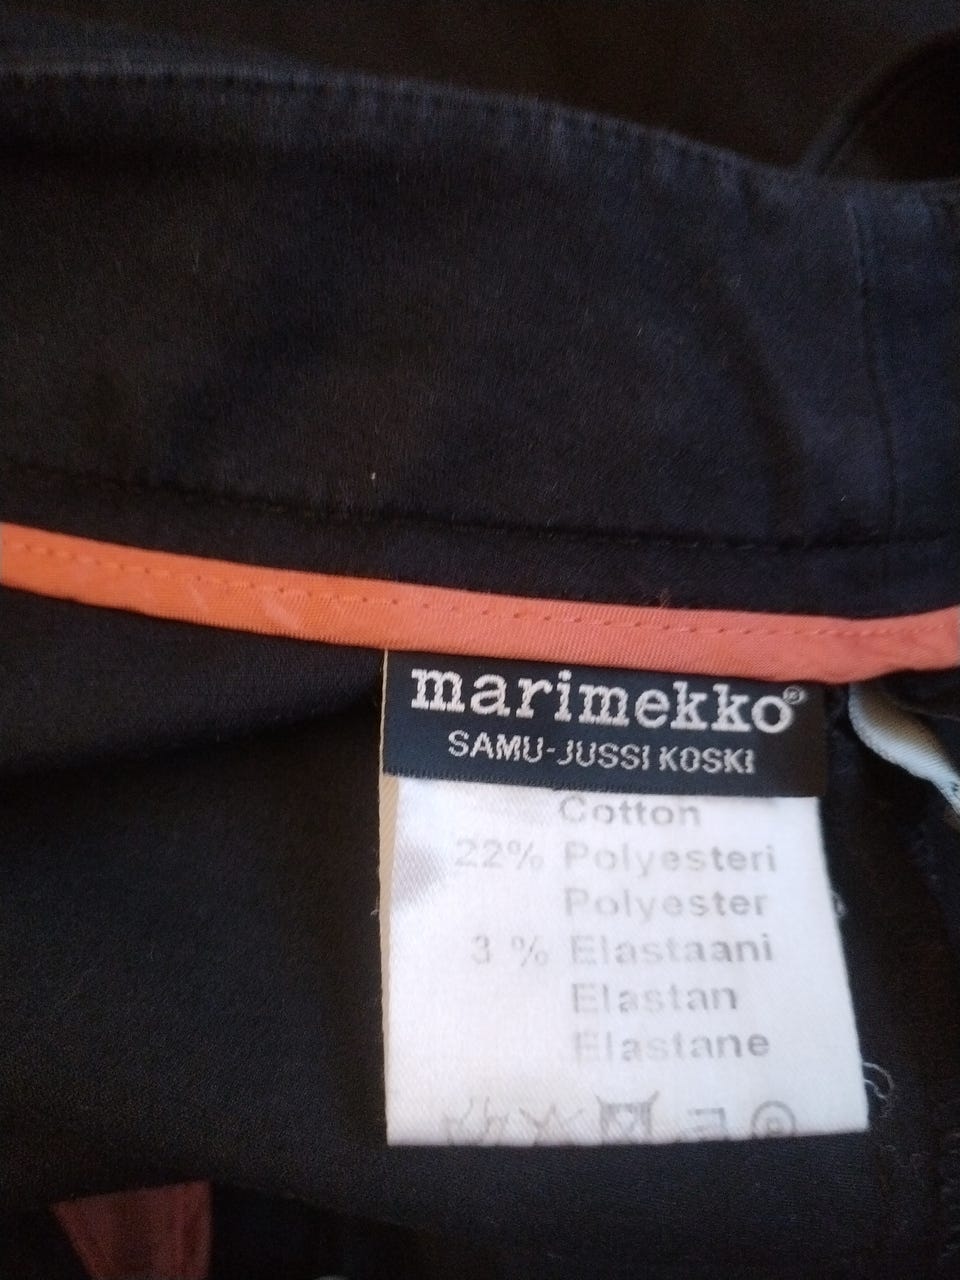 marimekko®
SAMU-JUSSI KOSKI
Cotton
22% Polyesteri
Polyester
3 % Elastaani
Elastan
Elastane
P